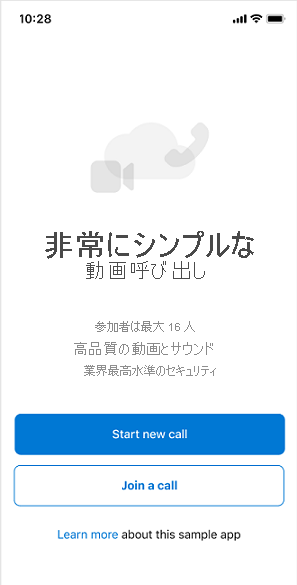 10:28
非常にシンプルな
動画呼び出し
参加者は最大 16 人
高品質の動画とサウンド
業界最高水準のセキュリティ
Start new call
Join a call
Learn more about this sample app